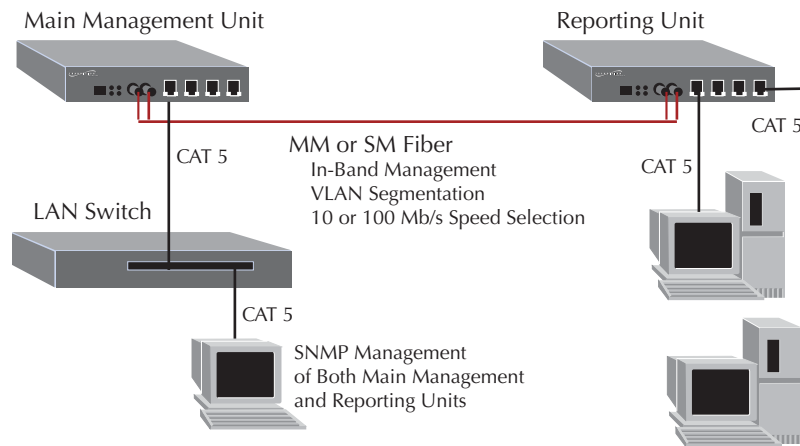 Main Management Unit
Reporting Unit
CAT 5
MM or SM Fiber
In-Band Management
VLAN Segmentation
10 or 100 Mb/s Speed Selection
CAT 5
CAT 5
LAN Switch
CAT 5
SNMP Management
of Both Main Management
and Reporting Units